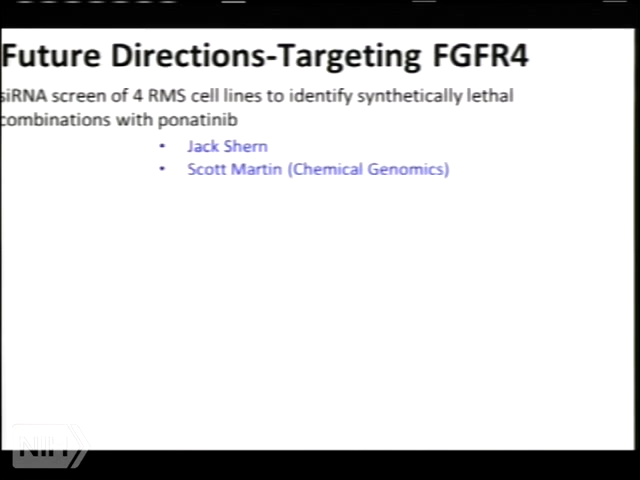 Future Directions-Targeting FGFR4
siRNA screen of 4 RMS cell lines to identify synthetically lethal
combinations with ponatinib
• Jack Shern
• Scott Martin (Chemical Genomics)
NIH